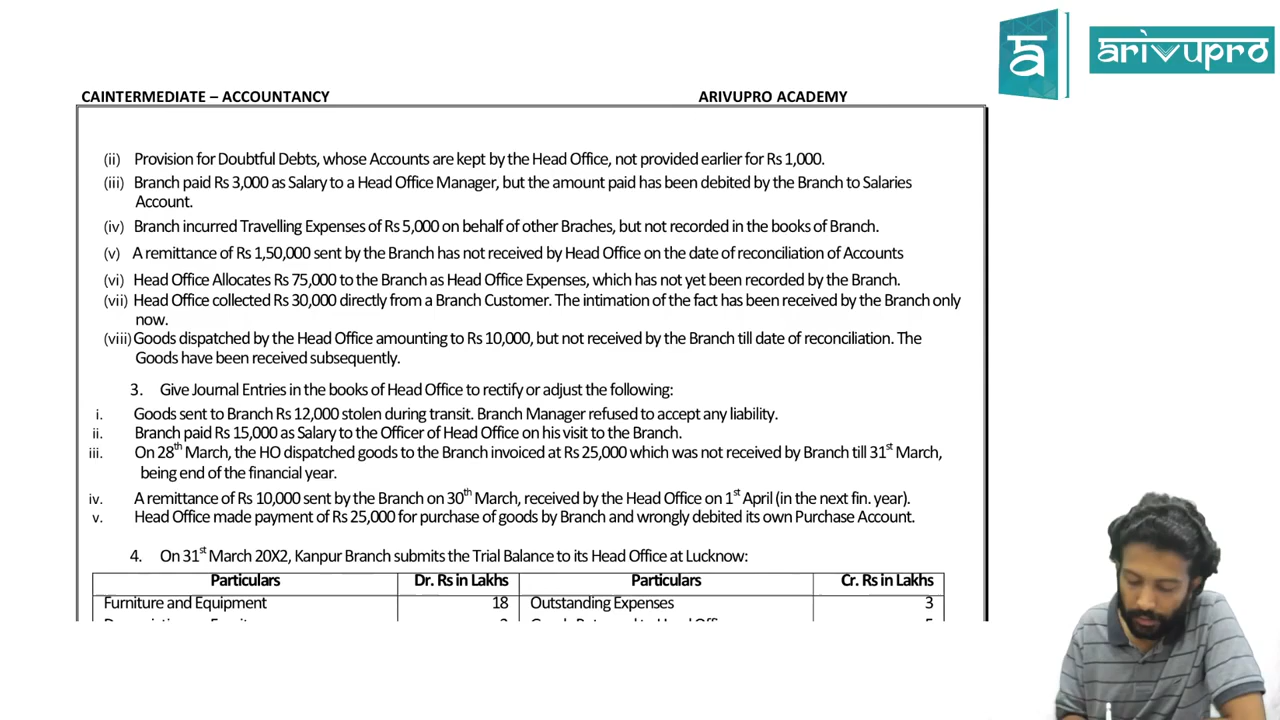 arivupro
CAINTERMEDIATE – ACCOUNTANCY ARIVUPRO ACADEMY
(ii) Provision for Doubtful Debts, whose Accounts are kept by the Head Office, not provided earlier for Rs 1,000.
(iii) Branch paid Rs 3,000 as Salary to a Head Office Manager, but the amount paid has been debited by the Branch to Salaries
Account.
(iv) Branch incurred Travelling Expenses of Rs 5,000 on behalf of other Braches, but not recorded in the books of Branch.
(v) A remittance of Rs 1,50,000 sent by the Branch has not received by Head Office on the date of reconciliation of Accounts
(vi) Head Office Allocates Rs 75,000 to the Branch as Head Office Expenses, which has not yet been recorded by the Branch.
(vii) Head Office collected Rs 30,000 directly from a Branch Customer. The intimation of the fact has been received by the Branch only
now.
(viii) Goods dispatched by the Head Office amounting to Rs 10,000, but not received by the Branch till date of reconciliation. The
Goods have been received subsequently.
3. Give Journal Entries in the books of Head Office to rectify or adjust the following:
i. Goods sent to Branch Rs 12,000 stolen during transit. Branch Manager refused to accept any liability.
ii. Branch paid Rs 15,000 as Salary to the Officer of Head Office on his visit to the Branch.
iii. On 28th March, the HO dispatched goods to the Branch invoiced at Rs 25,000 which was not received by Branch till 31st March,
being end of the financial year.
iv. A remittance of Rs 10,000 sent by the Branch on 30th March, received by the Head Office on 1st April (in the next fin. year).
v. Head Office made payment of Rs 25,000 for purchase of goods by Branch and wrongly debited its own Purchase Account.
4. On 31st March 20X2, Kanpur Branch submits the Trial Balance to its Head Office at Lucknow:
Particulars Dr. Rs in Lakhs Particulars Cr. Rs in Lakhs
Furniture and Equipment 18 Outstanding Expenses 3